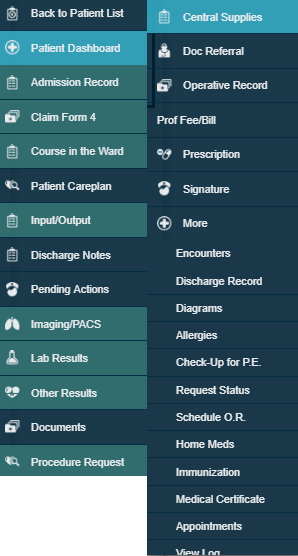 Back to Patient List
Patient Dashboard
Admission Record
Claim Form 4
Course in the Ward
Patient Careplan
Input/Output
Discharge Notes
Pending Actions
Imaging/PACS
Lab Results
Other Results
Documents
Procedure Request
Central Supplies
Doc Referral
Operative Record
Prof Fee/Bill
Prescription
Signature
More
Encounters
Discharge Record
Diagrams
Allergies
Check-Up for P.E.
Request Status
Schedule O.R.
Home Meds
Immunization
Medical Certificate
Appointments
View Log